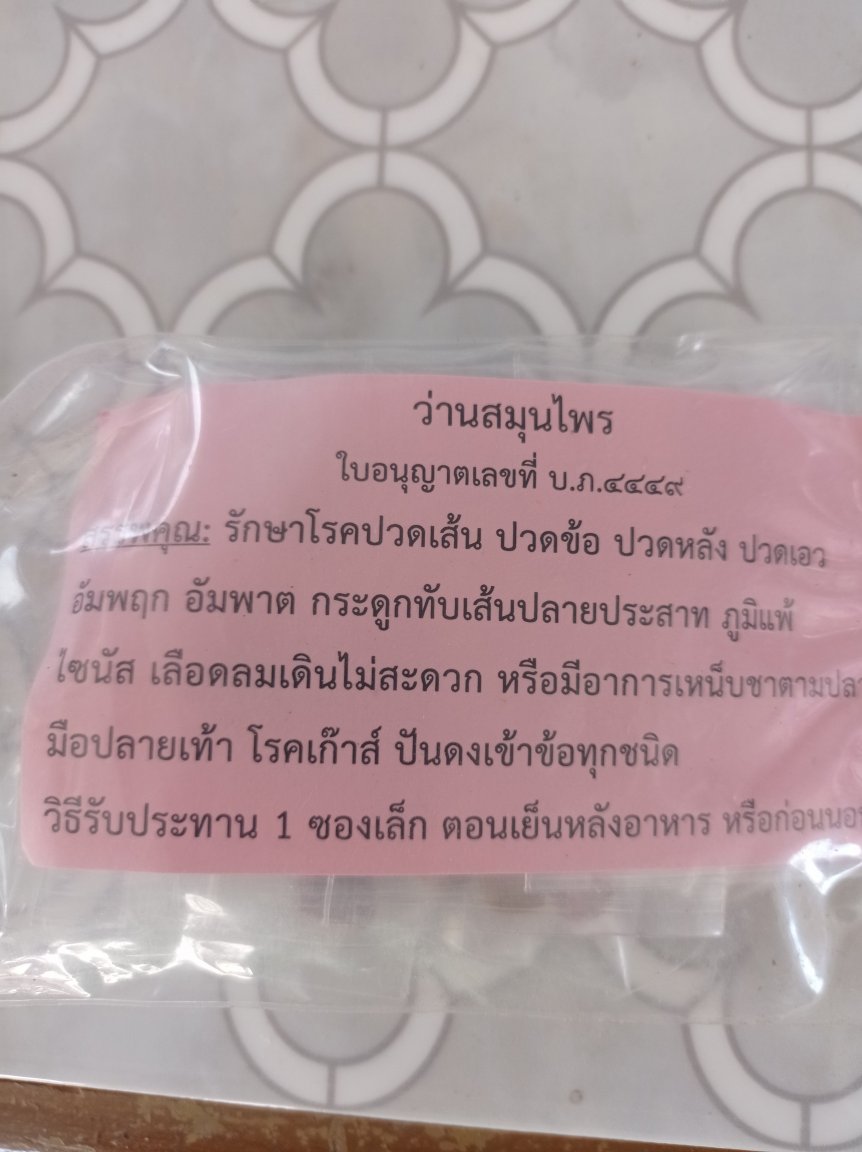 ว่านสมุนไพร
ใบอนุญาตเลขที่ บ.ภ.๔๔๔๙
สรรพคุณ: รักษาโรคปวดเส้น ปวดข้อ ปวดหลัง ปวดเอว
อัมพฤก อัมพาต กระดูกทับเส้นปลายประสาท ภูมิแพ้
ไซนัส เลือดลมเดินไม่สะดวก หรือมีอาการเหน็บชาตามปลา
มือปลายเท้า โรคเก๊าส์ ปันดงเข้าข้อทุกชนิด
วิธีรับประทาน 1 ซองเล็ก ตอนเย็นหลังอาหาร หรือก่อนนอน